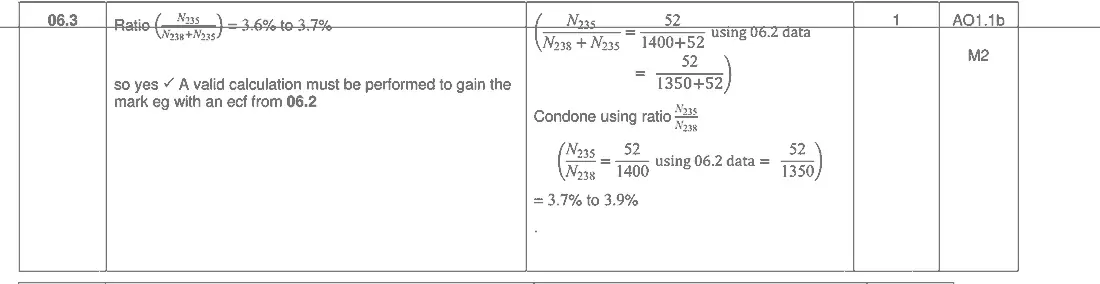 06.3
Ratio (N₂₃₅/(N₂₃₈+N₂₃₅)) = 3.6% to 3.7%
so yes ✓ A valid calculation must be performed to gain the
mark eg with an ecf from 06.2
(N₂₃₅/(N₂₃₈ + N₂₃₅) = 52/(1400+52) using 06.2 data
= 52/(1350+52))
Condone using ratio N₂₃₅/N₂₃₈
(N₂₃₅/N₂₃₈ = 52/1400 using 06.2 data = 52/1350)
= 3.7% to 3.9%
.
1
AO1.1b
M2